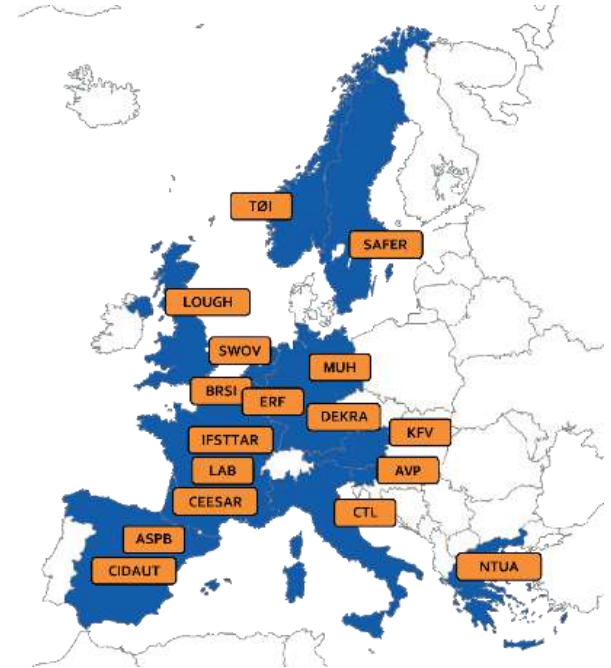 TØI
SAFER
LOUGH
SWOV
MUH
BRSI
ERF
DEKRA
KFV
IFSTTAR
LAB
AVP
CEESAR
CTL
ASPB
CIDAUT
NTUA